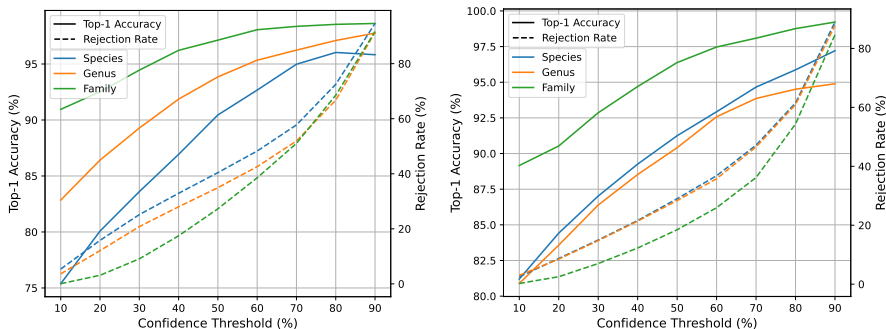 Top-1 Accuracy
Rejection Rate
Species
Genus
Family
95
90
85
80
75
80
60
40
20
0
10 20 30 40 50 60 70 80 90
Top-1 Accuracy (%)
Rejection Rate (%)
Confidence Threshold (%)
Top-1 Accuracy
Rejection Rate
Species
Genus
Family
100.0
97.5
95.0
92.5
90.0
87.5
85.0
82.5
80.0
80
60
40
20
0
10 20 30 40 50 60 70 80 90
Top-1 Accuracy (%)
Rejection Rate (%)
Confidence Threshold (%)